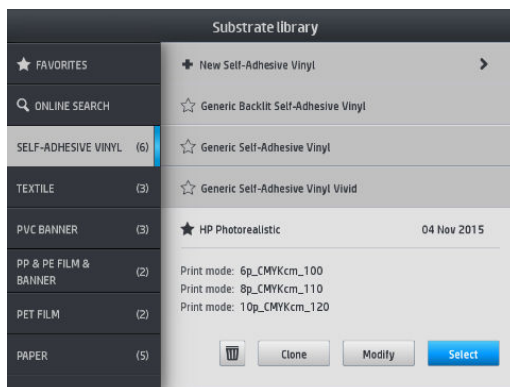 Substrate library
FAVORITES
ONLINE SEARCH
SELF-ADHESIVE VINYL (6)
TEXTILE (3)
PVC BANNER (3)
PP & PE FILM &
BANNER (2)
PET FILM (2)
PAPER (5)
New Self-Adhesive Vinyl
Generic Backlit Self-Adhesive Vinyl
Generic Self-Adhesive Vinyl
Generic Self-Adhesive Vinyl Vivid
HP Photorealistic 04 Nov 2015
Print mode: 6p_CMYKcm_100
Print mode: 8p_CMYKcm_110
Print mode: 10p_CMYKcm_120
Clone Modify Select